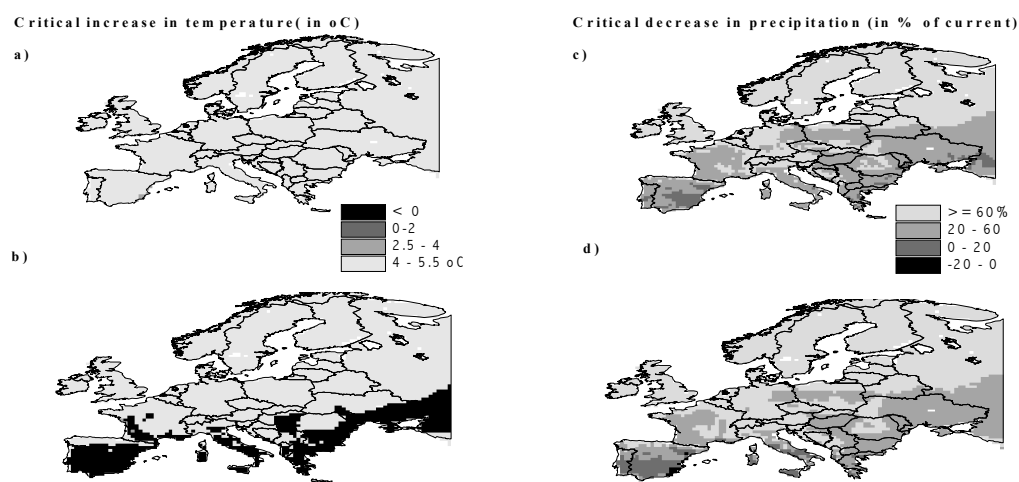 Critical increase in temperature( in oC)
a)
< 0
0-2
2.5 - 4
4 - 5.5 oC
b)
Critical decrease in precipitation (in % of current)
c)
>= 60%
20 - 60
0 - 20
-20 - 0
d)